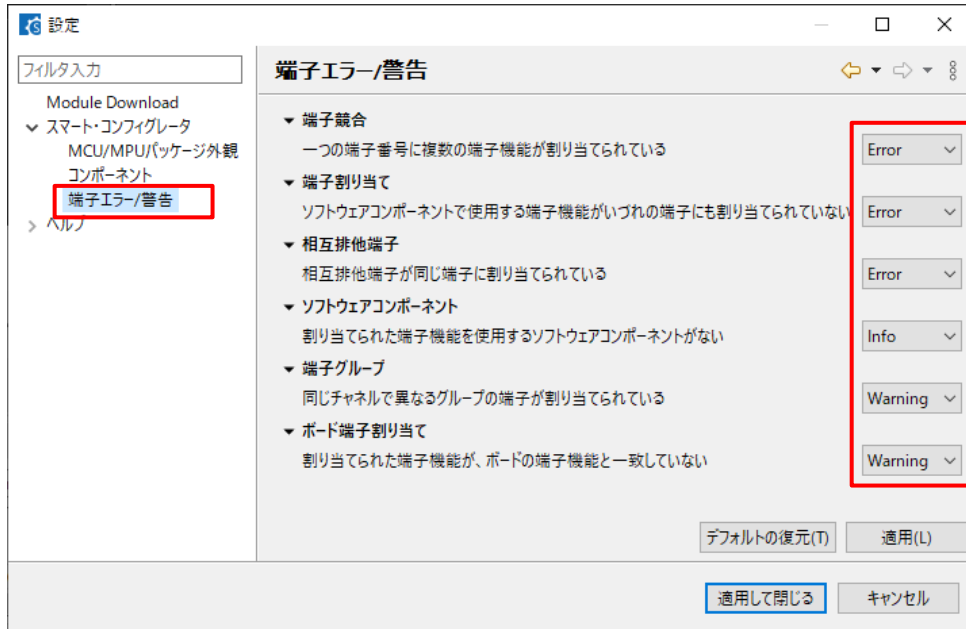 設定
フィルタ入力
Module Download
スマート・コンフィグレータ
MCU/MPUパッケージ外観
コンポーネント
端子エラー/警告
ヘルプ
端子エラー/警告
端子競合
一つの端子番号に複数の端子機能が割り当てられている
Error
端子割り当て
ソフトウェアコンポーネントで使用する端子機能がいづれの端子にも割り当てられていない
Error
相互排他端子
相互排他端子が同じ端子に割り当てられている
Error
ソフトウェアコンポーネント
割り当てられた端子機能を使用するソフトウェアコンポーネントがない
Info
端子グループ
同じチャネルで異なるグループの端子が割り当てられている
Warning
ボード端子割り当て
割り当てられた端子機能が、ボードの端子機能と一致していない
Warning
デフォルトの復元(T)
適用(L)
適用して閉じる
キャンセル